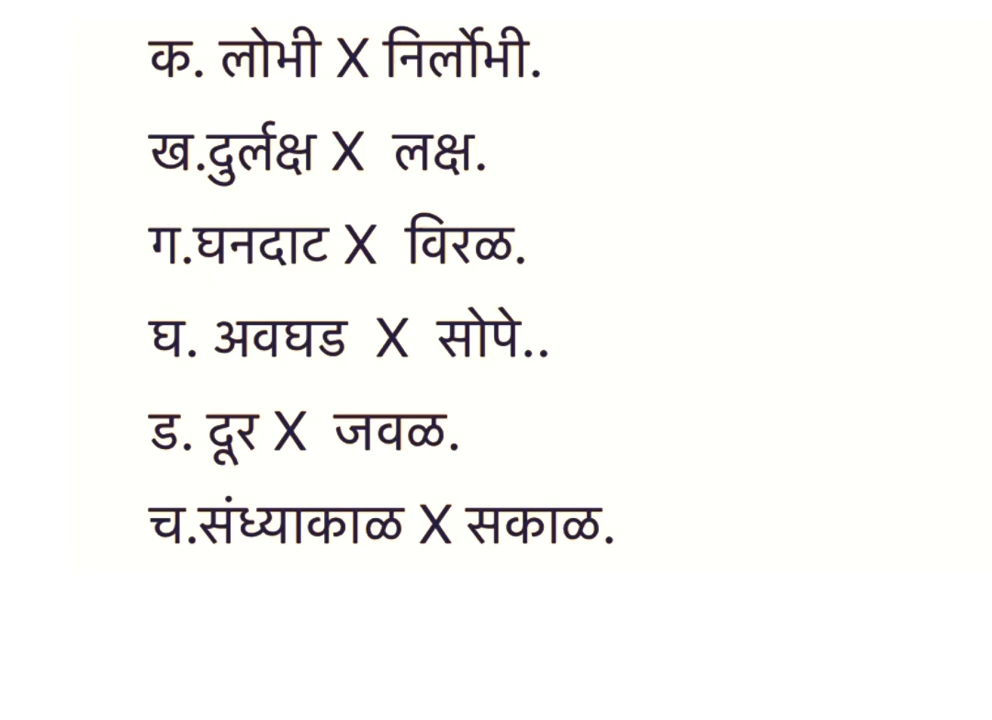 क. लोभी X निर्लोभी.
ख.दुर्लक्ष X लक्ष.
ग.घनदाट X विरळ.
घ. अवघड X सोपे..
ड. दूर X जवळ.
च.संध्याकाळ X सकाळ.